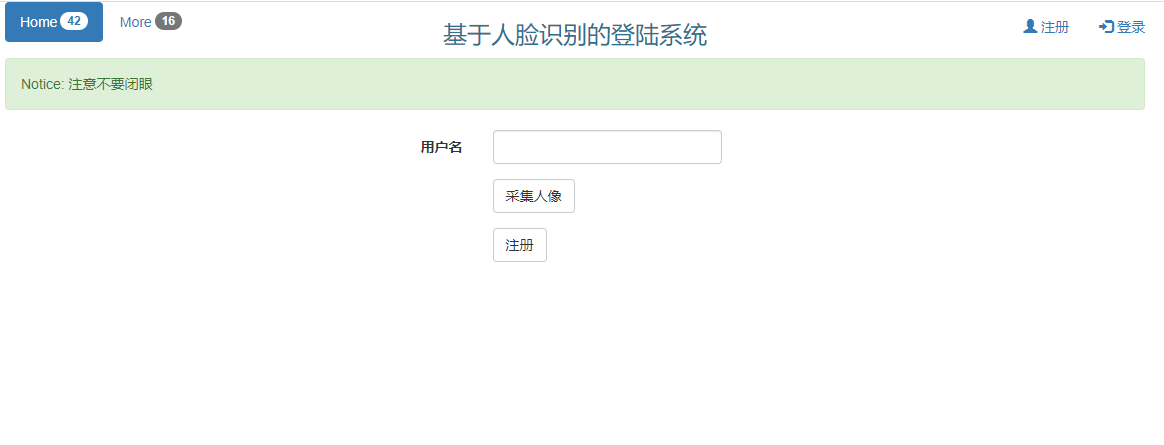 Home 42 More 16
基于人脸识别的登陆系统
注册 登录
Notice: 注意不要闭眼
用户名
采集人像
注册